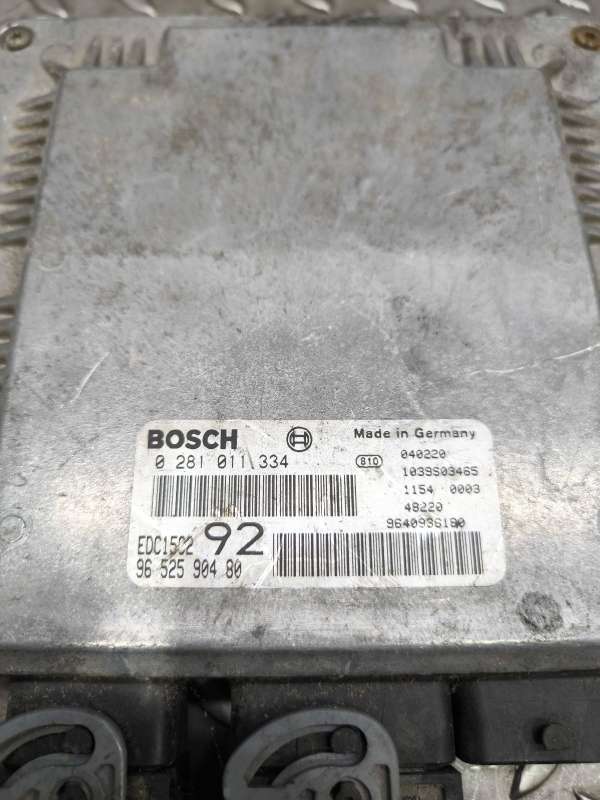 BOSCH
Made in Germany
0 281 011 334
810
040220
1039S03465
1154 0003
48220
9640936180
EDC15C2 92
96 525 904 80